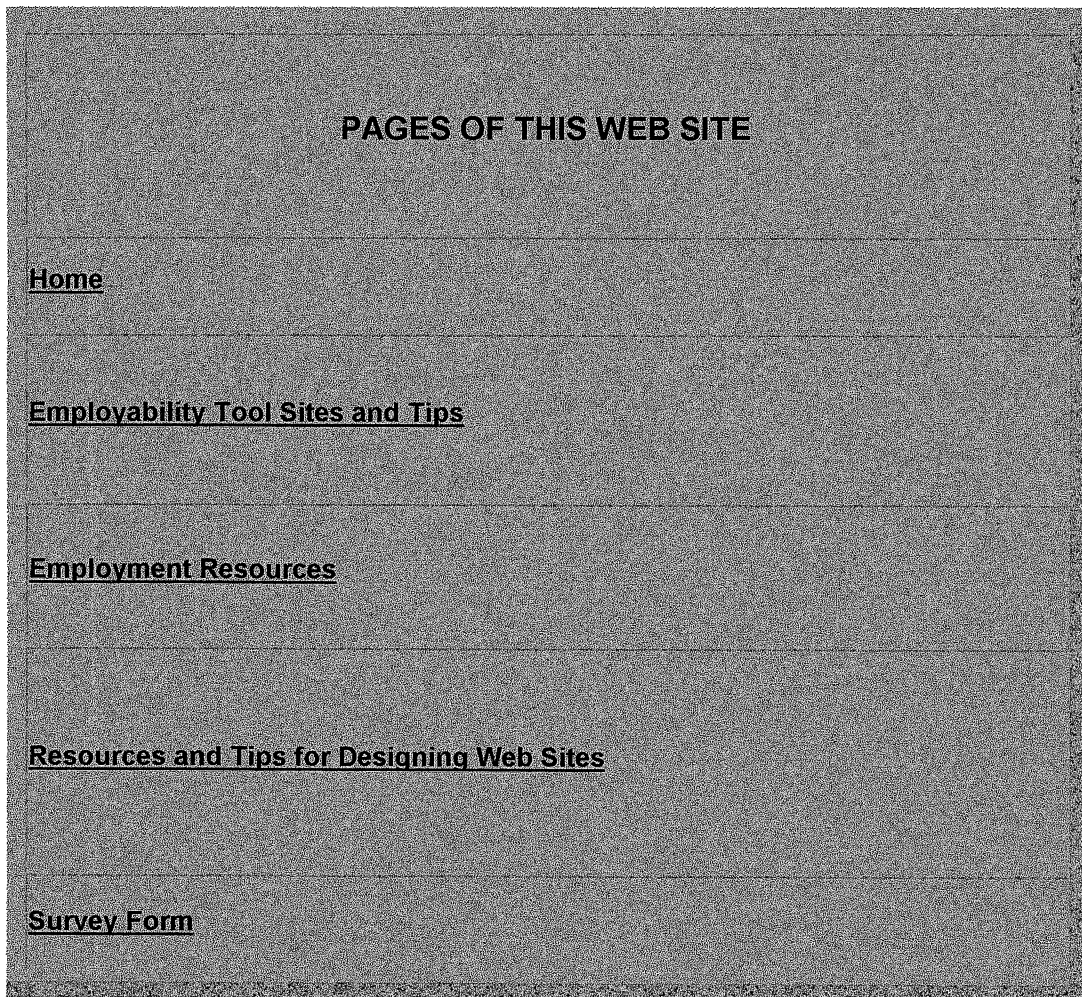 PAGES OF THIS WEB SITE
Home
Employability Tool Sites and Tips
Employment Resources
Resources and Tips for Designing Web Sites
Survey Form